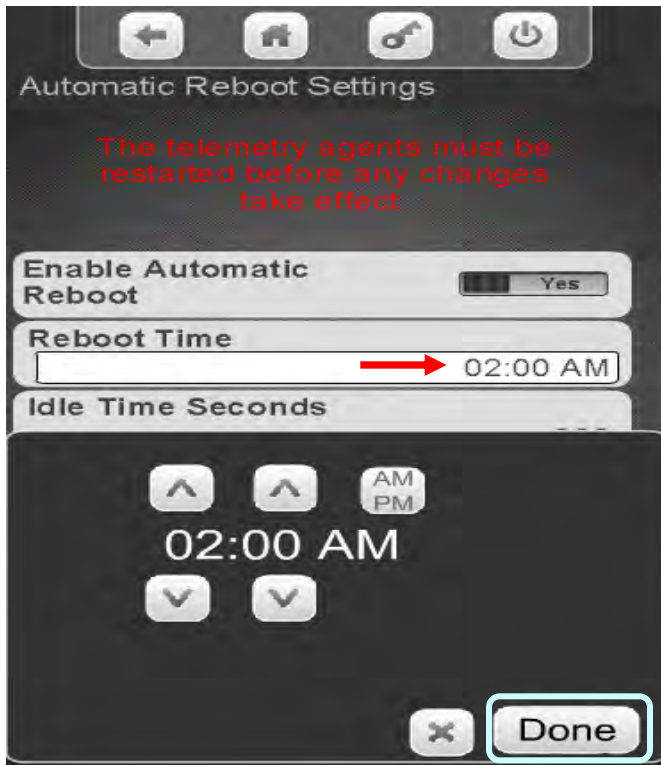 Automatic Reboot Settings
The telemetry agents must be
restarted before any changes
take effect
Enable Automatic
Reboot
Yes
Reboot Time
02:00 AM
Idle Time Seconds
AM
PM
02:00 AM
Done